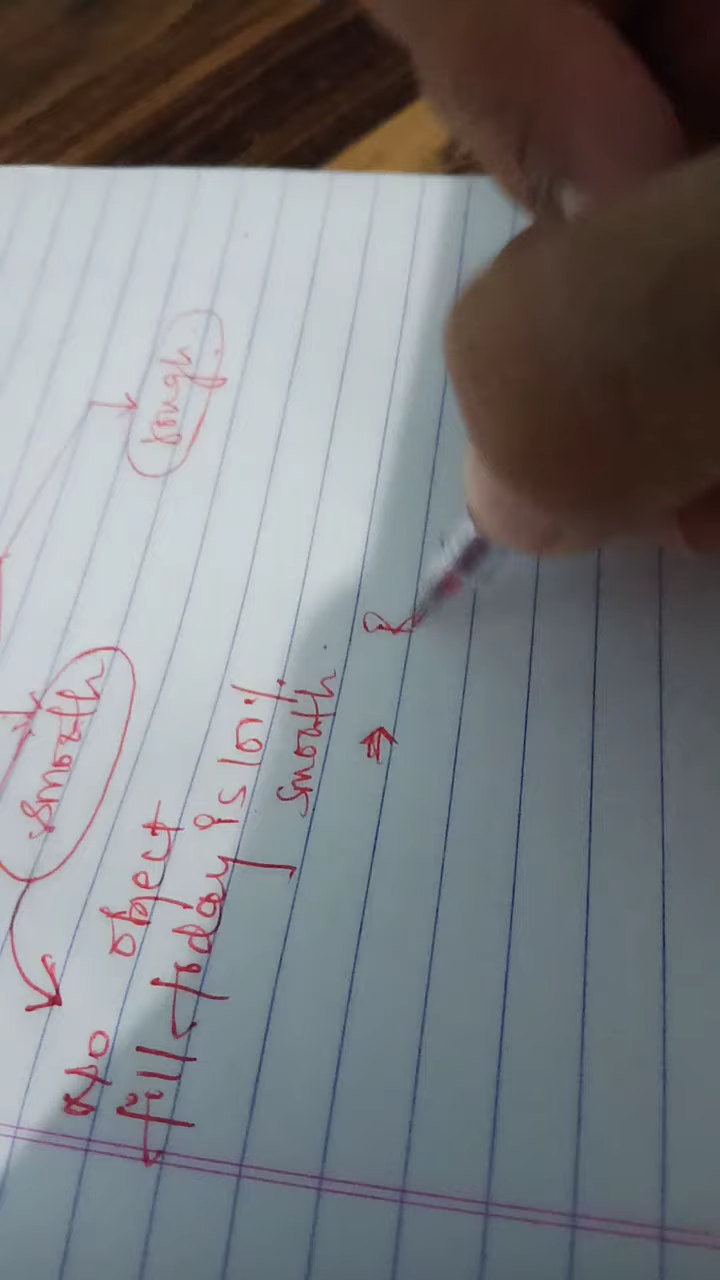 rough.
smooth
no object
till today is 100%
smooth.
⇒ R